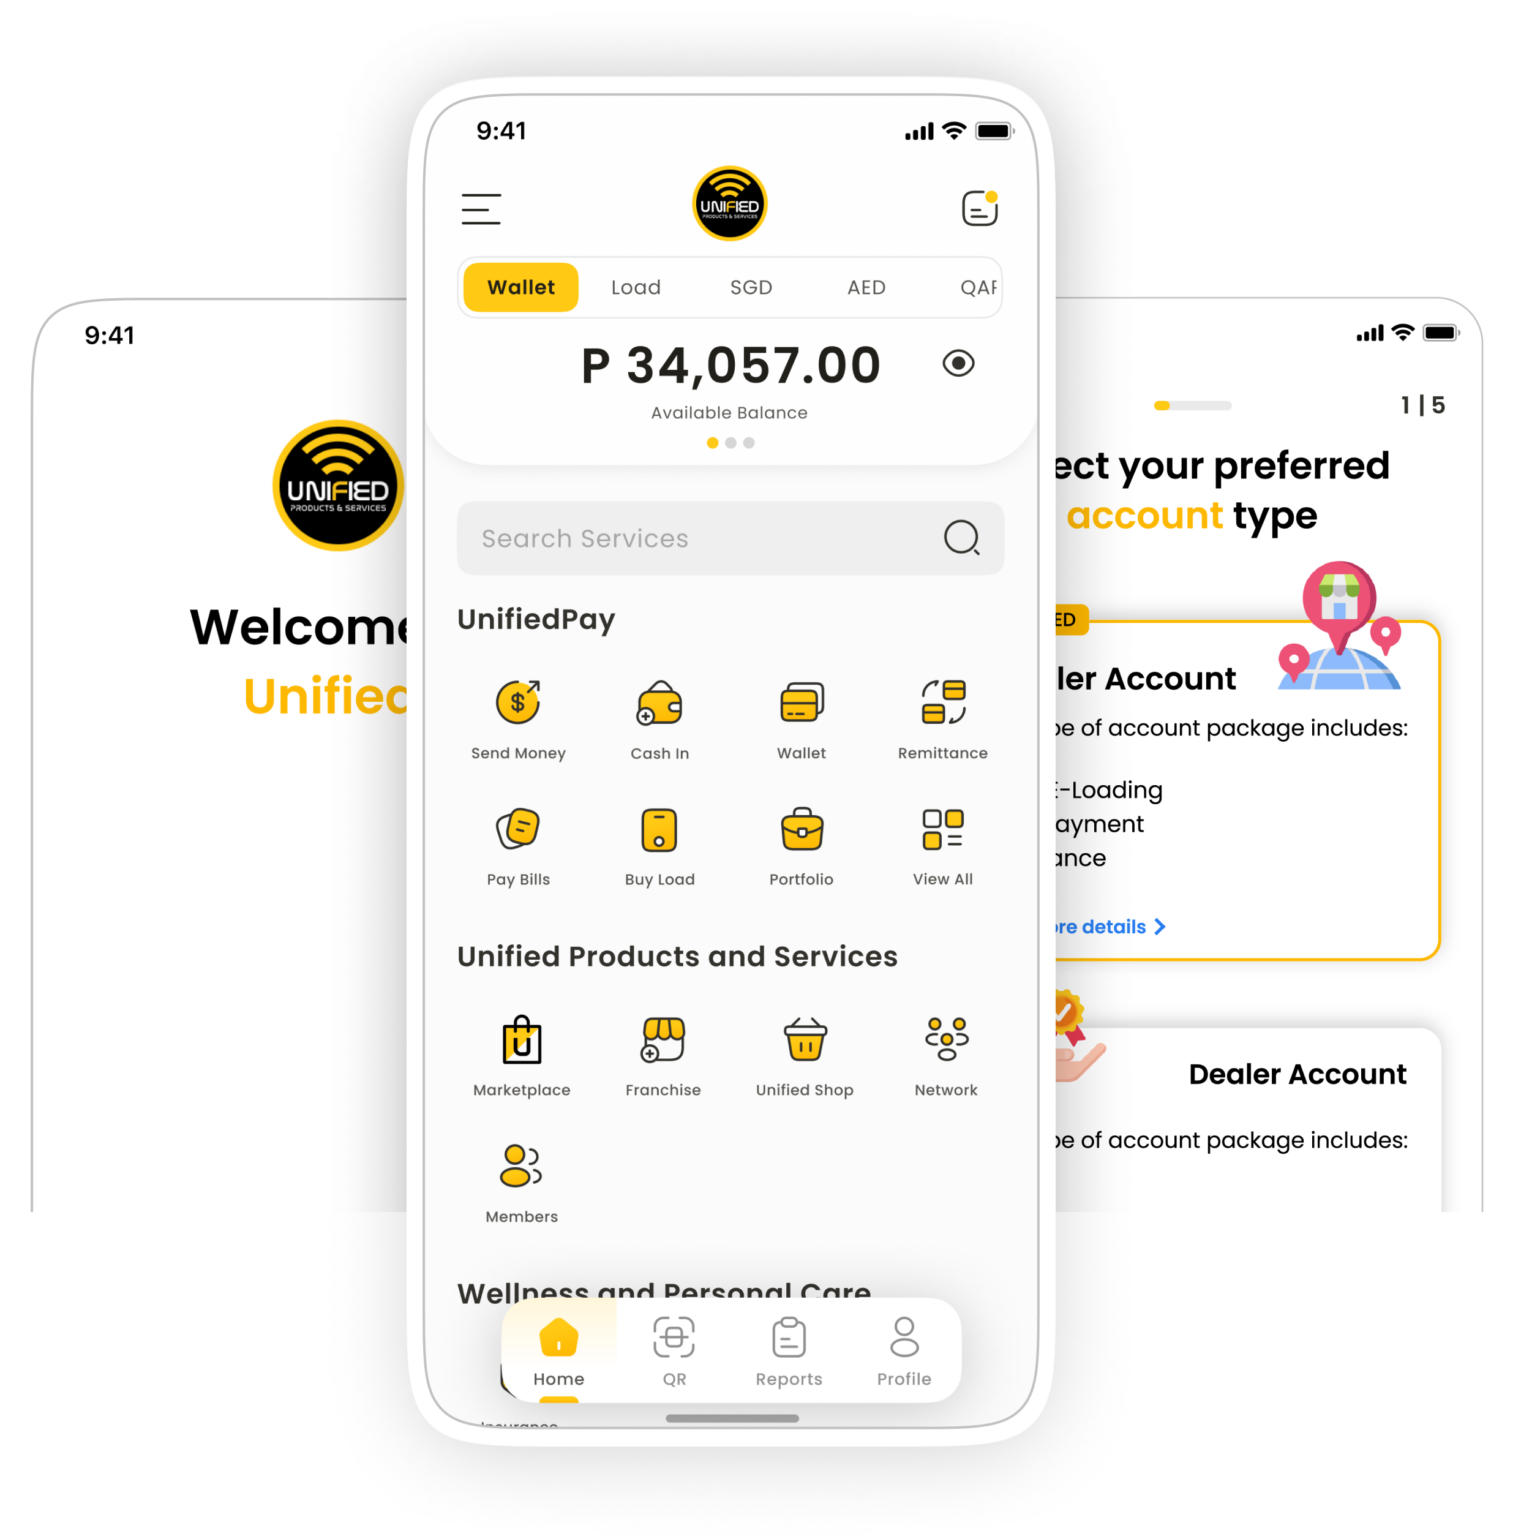 9:41
UNIFIED
PRODUCTS & SERVICES
Wallet Load SGD AED QAR
P 34,057.00
Available Balance
Search Services
UnifiedPay
Send Money Cash In Wallet Remittance
Pay Bills Buy Load Portfolio View All
Unified Products and Services
U
Marketplace Franchise Unified Shop Network
Members
Wellness and Personal Care
Home QR Reports Profile
Insurance
9:41
UNIFIED
PRODUCTS & SERVICES
Welcome
Unified
1 | 5
ect your preferred
account type
ED
ler Account
pe of account package includes:
E-Loading
ayment
ance
ore details
Dealer Account
pe of account package includes: